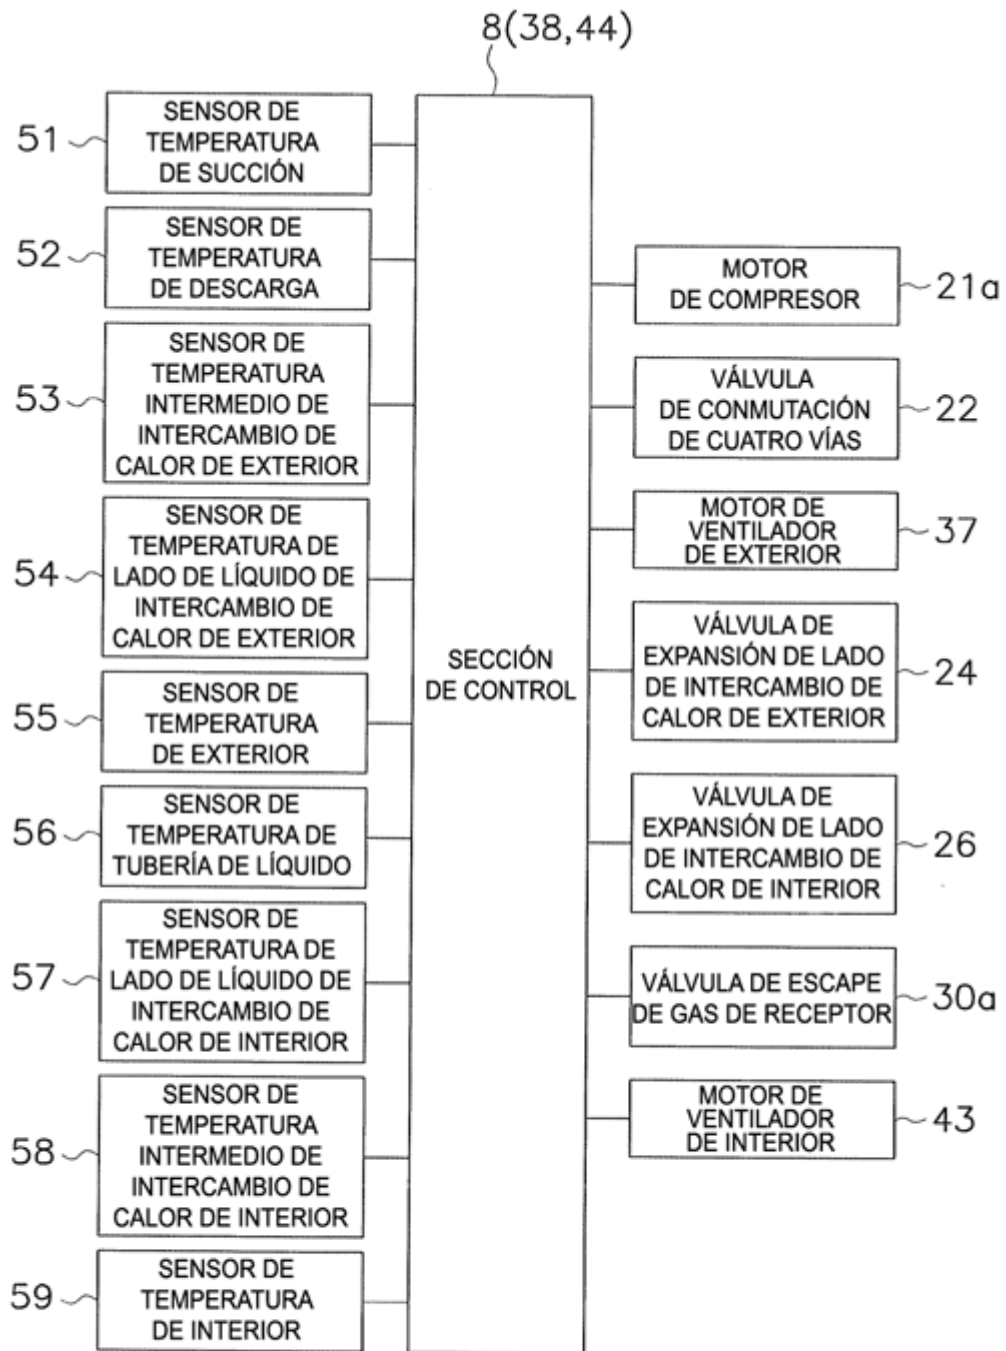 8(38,44)
51
SENSOR DE
TEMPERATURA
DE SUCCIÓN
52
SENSOR DE
TEMPERATURA
DE DESCARGA
53
SENSOR DE
TEMPERATURA
INTERMEDIO DE
INTERCAMBIO DE
CALOR DE EXTERIOR
54
SENSOR DE
TEMPERATURA DE
LADO DE LÍQUIDO DE
INTERCAMBIO DE
CALOR DE EXTERIOR
55
SENSOR DE
TEMPERATURA
DE EXTERIOR
56
SENSOR DE
TEMPERATURA DE
TUBERÍA DE LÍQUIDO
57
SENSOR DE
TEMPERATURA DE
LADO DE LÍQUIDO DE
INTERCAMBIO DE
CALOR DE INTERIOR
58
SENSOR DE
TEMPERATURA
INTERMEDIO DE
INTERCAMBIO DE
CALOR DE INTERIOR
59
SENSOR DE
TEMPERATURA
DE INTERIOR
SECCIÓN
DE CONTROL
MOTOR
DE COMPRESOR
21a
VÁLVULA
DE CONMUTACIÓN
DE CUATRO VÍAS
22
MOTOR DE
VENTILADOR
DE EXTERIOR
37
VÁLVULA DE
EXPANSIÓN DE LADO
DE INTERCAMBIO DE
CALOR DE EXTERIOR
24
VÁLVULA DE
EXPANSIÓN DE LADO
DE INTERCAMBIO DE
CALOR DE INTERIOR
26
VÁLVULA DE ESCAPE
DE GAS DE RECEPTOR
30a
MOTOR DE
VENTILADOR
DE INTERIOR
43